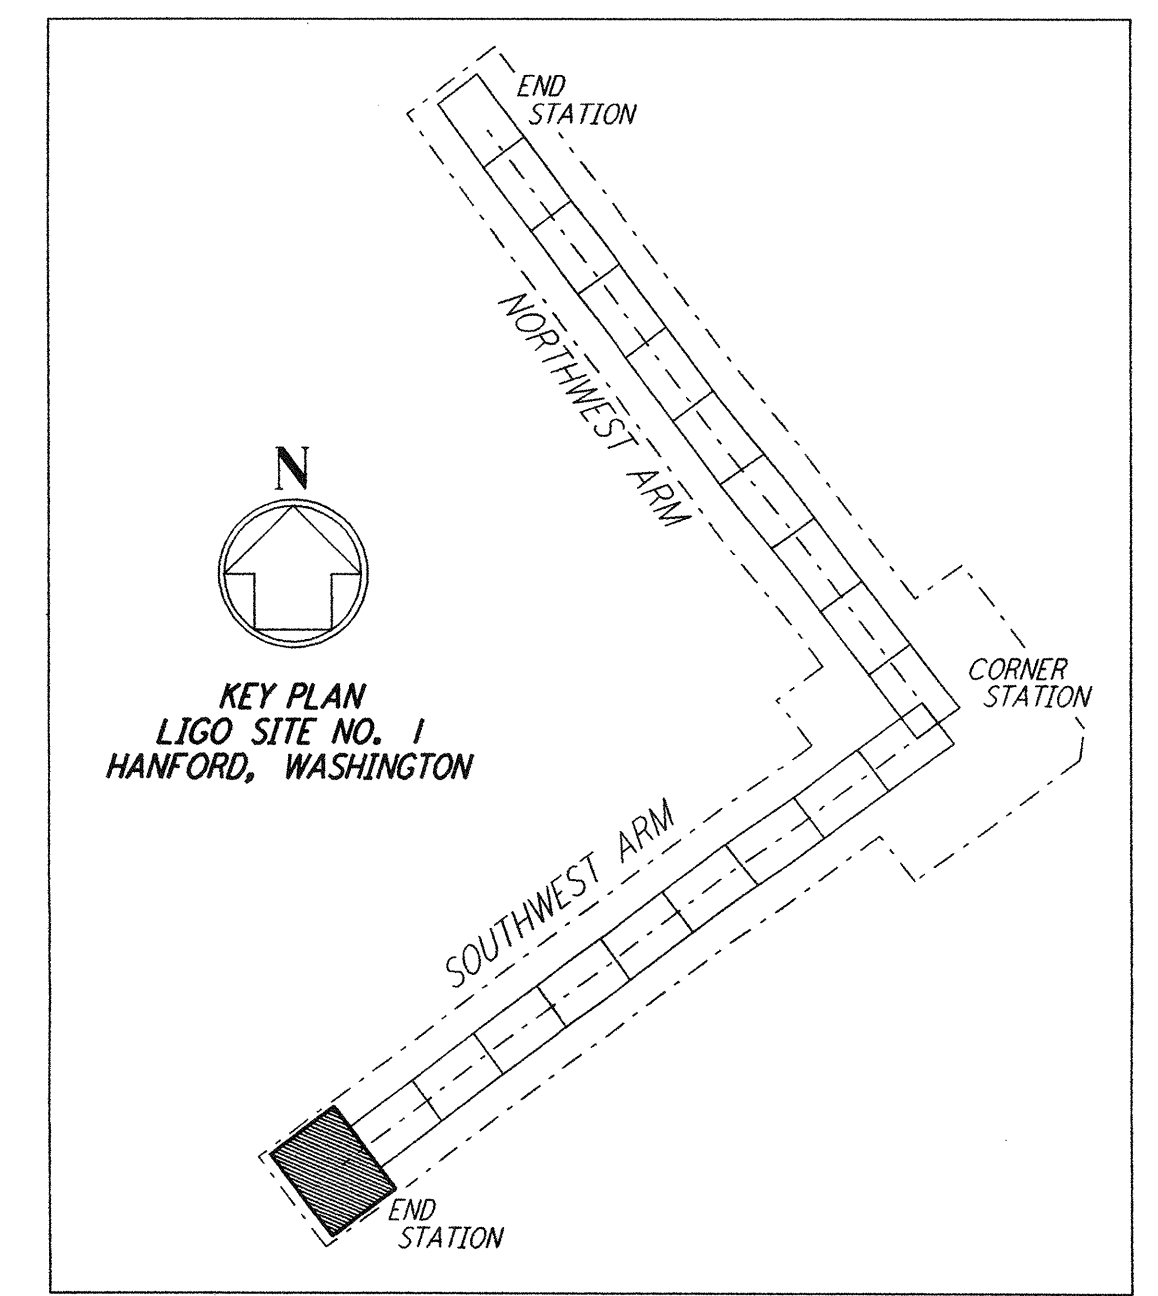 END
STATION
NORTHWEST ARM
N
KEY PLAN
LIGO SITE NO. 1
HANFORD, WASHINGTON
CORNER
STATION
SOUTHWEST ARM
END
STATION